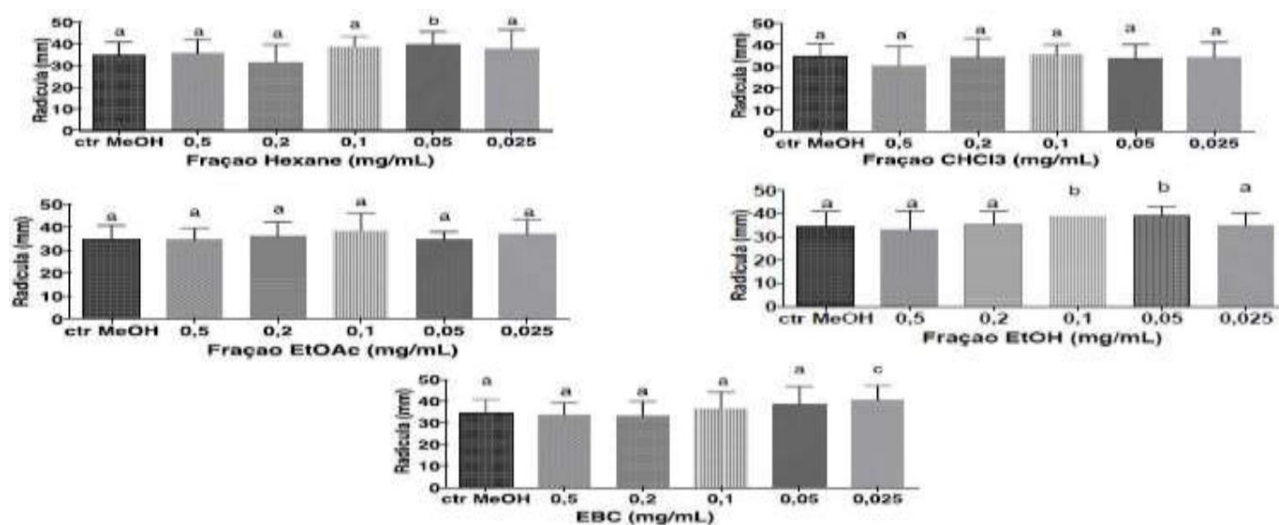 a a a a b a
Radícula (mm)
50
40
30
20
10
0
ctr MeOH 0,5 0,2 0,1 0,05 0,025
Fraçao Hexane (mg/mL)
a a a a a a
Radícula (mm)
50
40
30
20
10
0
ctr MeOH 0,5 0,2 0,1 0,05 0,025
Fraçao CHCl3 (mg/mL)
a a a a a a
Radícula (mm)
50
40
30
20
10
0
ctr MeOH 0,5 0,2 0,1 0,05 0,025
Fraçao EtOAc (mg/mL)
a a a b b a
Radícula (mm)
50
40
30
20
10
0
ctr MeOH 0,5 0,2 0,1 0,05 0,025
Fraçao EtOH (mg/mL)
a a a a a c
Radícula (mm)
50
40
30
20
10
0
ctr MeOH 0,5 0,2 0,1 0,05 0,025
EBC (mg/mL)